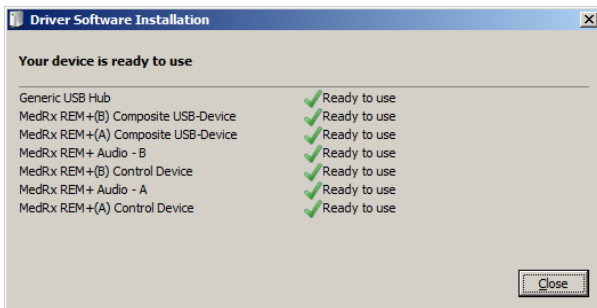 Driver Software Installation
Your device is ready to use
Generic USB Hub Ready to use
MedRx REM+(B) Composite USB-Device Ready to use
MedRx REM+(A) Composite USB-Device Ready to use
MedRx REM+ Audio - B Ready to use
MedRx REM+(B) Control Device Ready to use
MedRx REM+ Audio - A Ready to use
MedRx REM+(A) Control Device Ready to use
Close